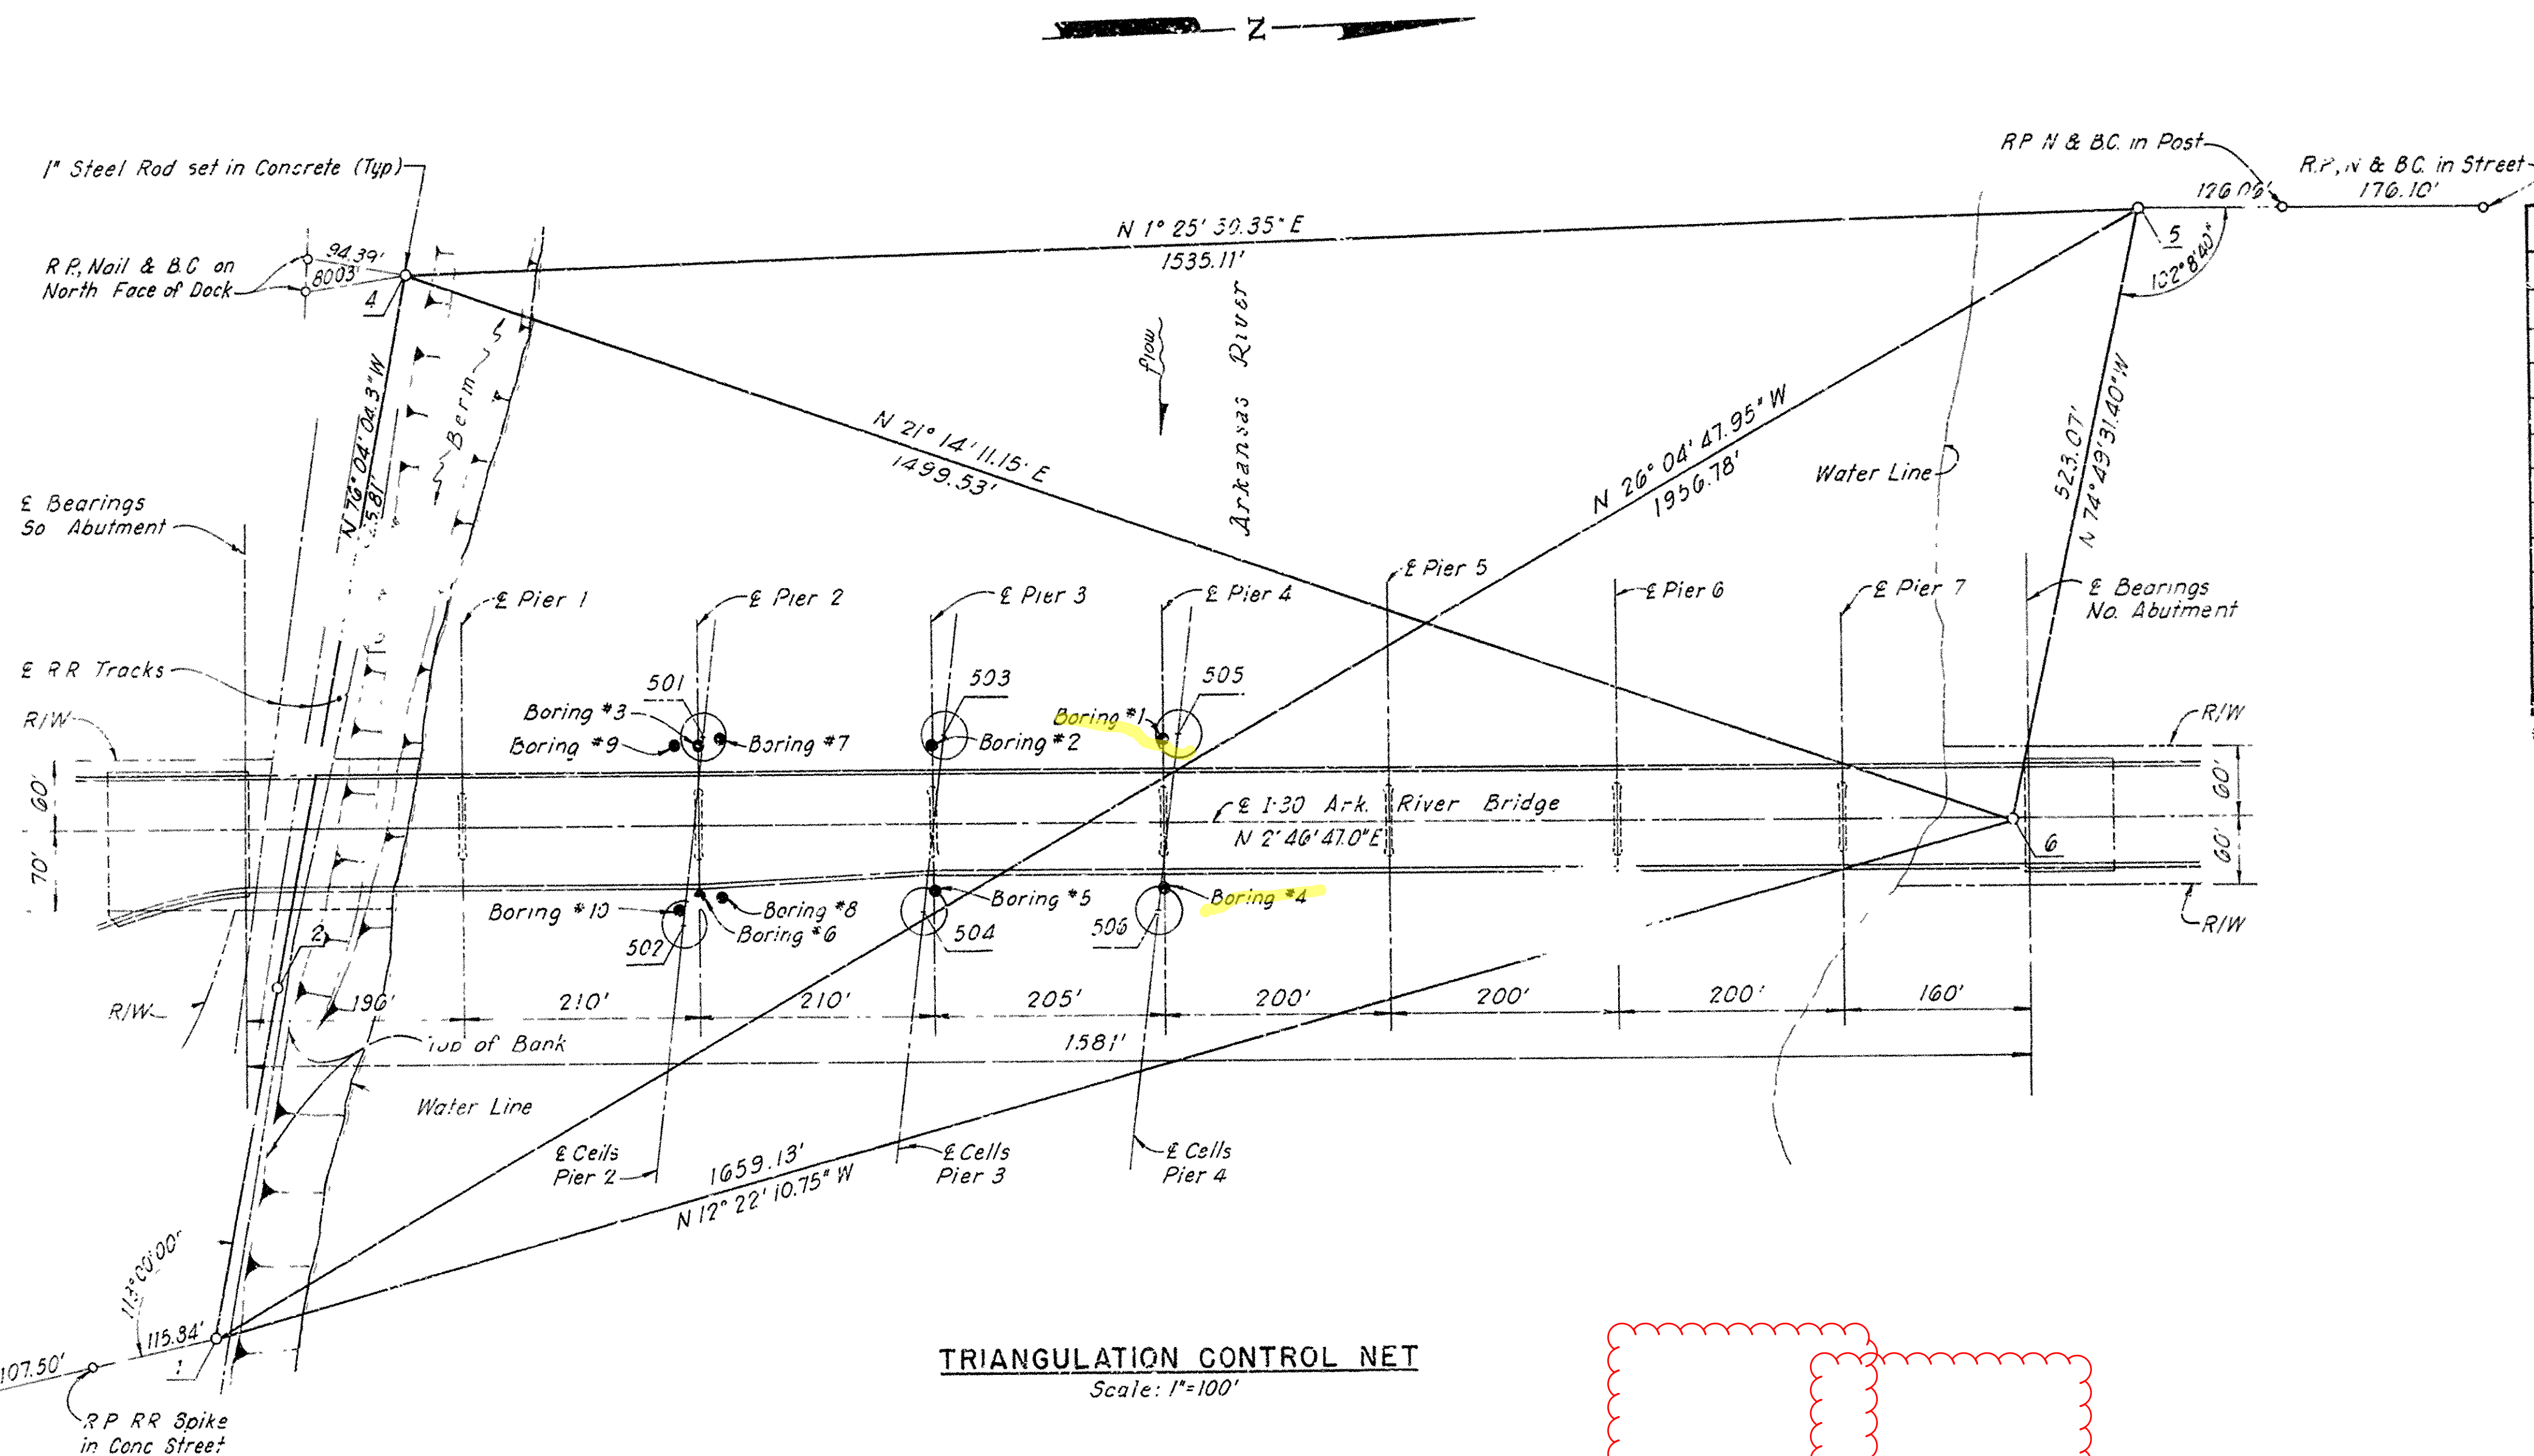 N
1" Steel Rod set in Concrete (Typ)
RP N & B.C. in Post
R.P., N & BC. in Street
176.10'
5
102°8'40"
94.39'
8003'
4
R P., Nail & B.C on
North Face of Dock
N 1° 25' 30.35" E
1535.11'
flow
Arkansas River
Berm
N 76° 04' 04.3" W
N 21° 14' 11.15' E
1499.53'
N 26° 04' 47.95" W
1956.78'
Water Line
523.07'
N 74° 49' 31.40" W
℄ Bearings
So Abutment
℄ Pier 1
℄ Pier 2
℄ Pier 3
℄ Pier 4
℄ Pier 5
℄ Pier 6
℄ Pier 7
℄ Bearings
No. Abutment
℄ RR Tracks
R/W
501
503
505
Boring #3
Boring #9
Boring #7
Boring #2
Boring #1
R/W
60'
70'
℄ I-30 Ark. River Bridge
N 2° 46' 47.0" E
6
60'
60'
Boring #10
Boring #8
Boring #6
Boring #5
Boring #4
502
504
506
R/W
2
R/W
196'
210'
210'
205'
200'
200'
200'
160'
Top of Bank
1581'
Water Line
℄ Cells
Pier 2
℄ Cells
Pier 3
℄ Cells
Pier 4
1659.13'
N 12° 22' 10.75" W
113°00'00"
115.84'
107.50'
1
RP RR Spike
in Conc Street
TRIANGULATION CONTROL NET
Scale: 1"=100'